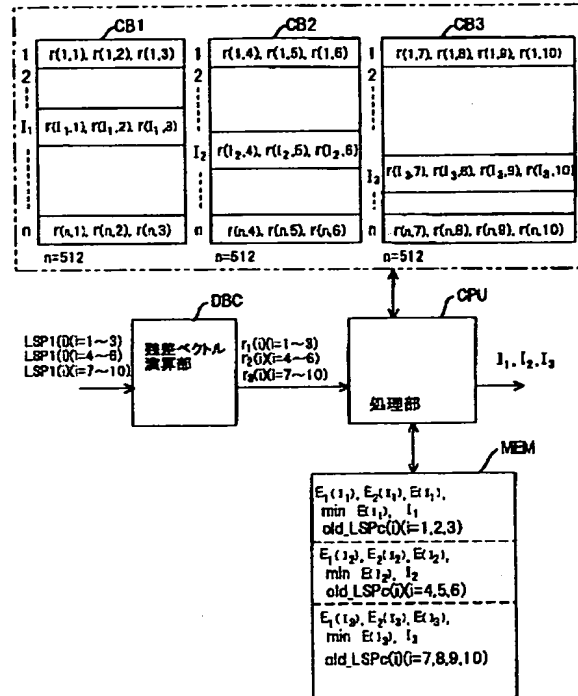 CB1 CB2 CB3
1 r(1,1), r(1,2), r(1,3) 1 r(1,4), r(1,5), r(1,6) 1 r(1,7), r(1,8), r(1,9), r(1,10)
2 2 2
I₁ r(I₁,1), r(I₁,2), r(I₁,3)
I₂ r(I₂,4), r(I₂,5), r(I₂,6)
I₃ r(I₃,7), r(I₃,8), r(I₃,9), r(I₃,10)
n r(n,1), r(n,2), r(n,3) n r(n,4), r(n,5), r(n,6) n r(n,7), r(n,8), r(n,9), r(n,10)
n=512 n=512 n=512
DBC
CPU
LSP1(i)(i=1～3)
LSP1(i)(i=4～6)
LSP1(i)(i=7～10)
残差ベクトル
演算部
r₁(i)(i=1～3)
r₂(i)(i=4～6)
r₃(i)(i=7～10)
処理部
I₁, I₂, I₃
MEM
E₁(I₁), E₂(I₁), E(I₁),
min E(I₁), I₁
old_LSPc(i)(i=1,2,3)
E₁(I₂), E₂(I₂), E(I₂),
min E(I₂), I₂
old_LSPc(i)(i=4,5,6)
E₁(I₃), E₂(I₃), E(I₃),
min E(I₃), I₃
old_LSPc(i)(i=7,8,9,10)